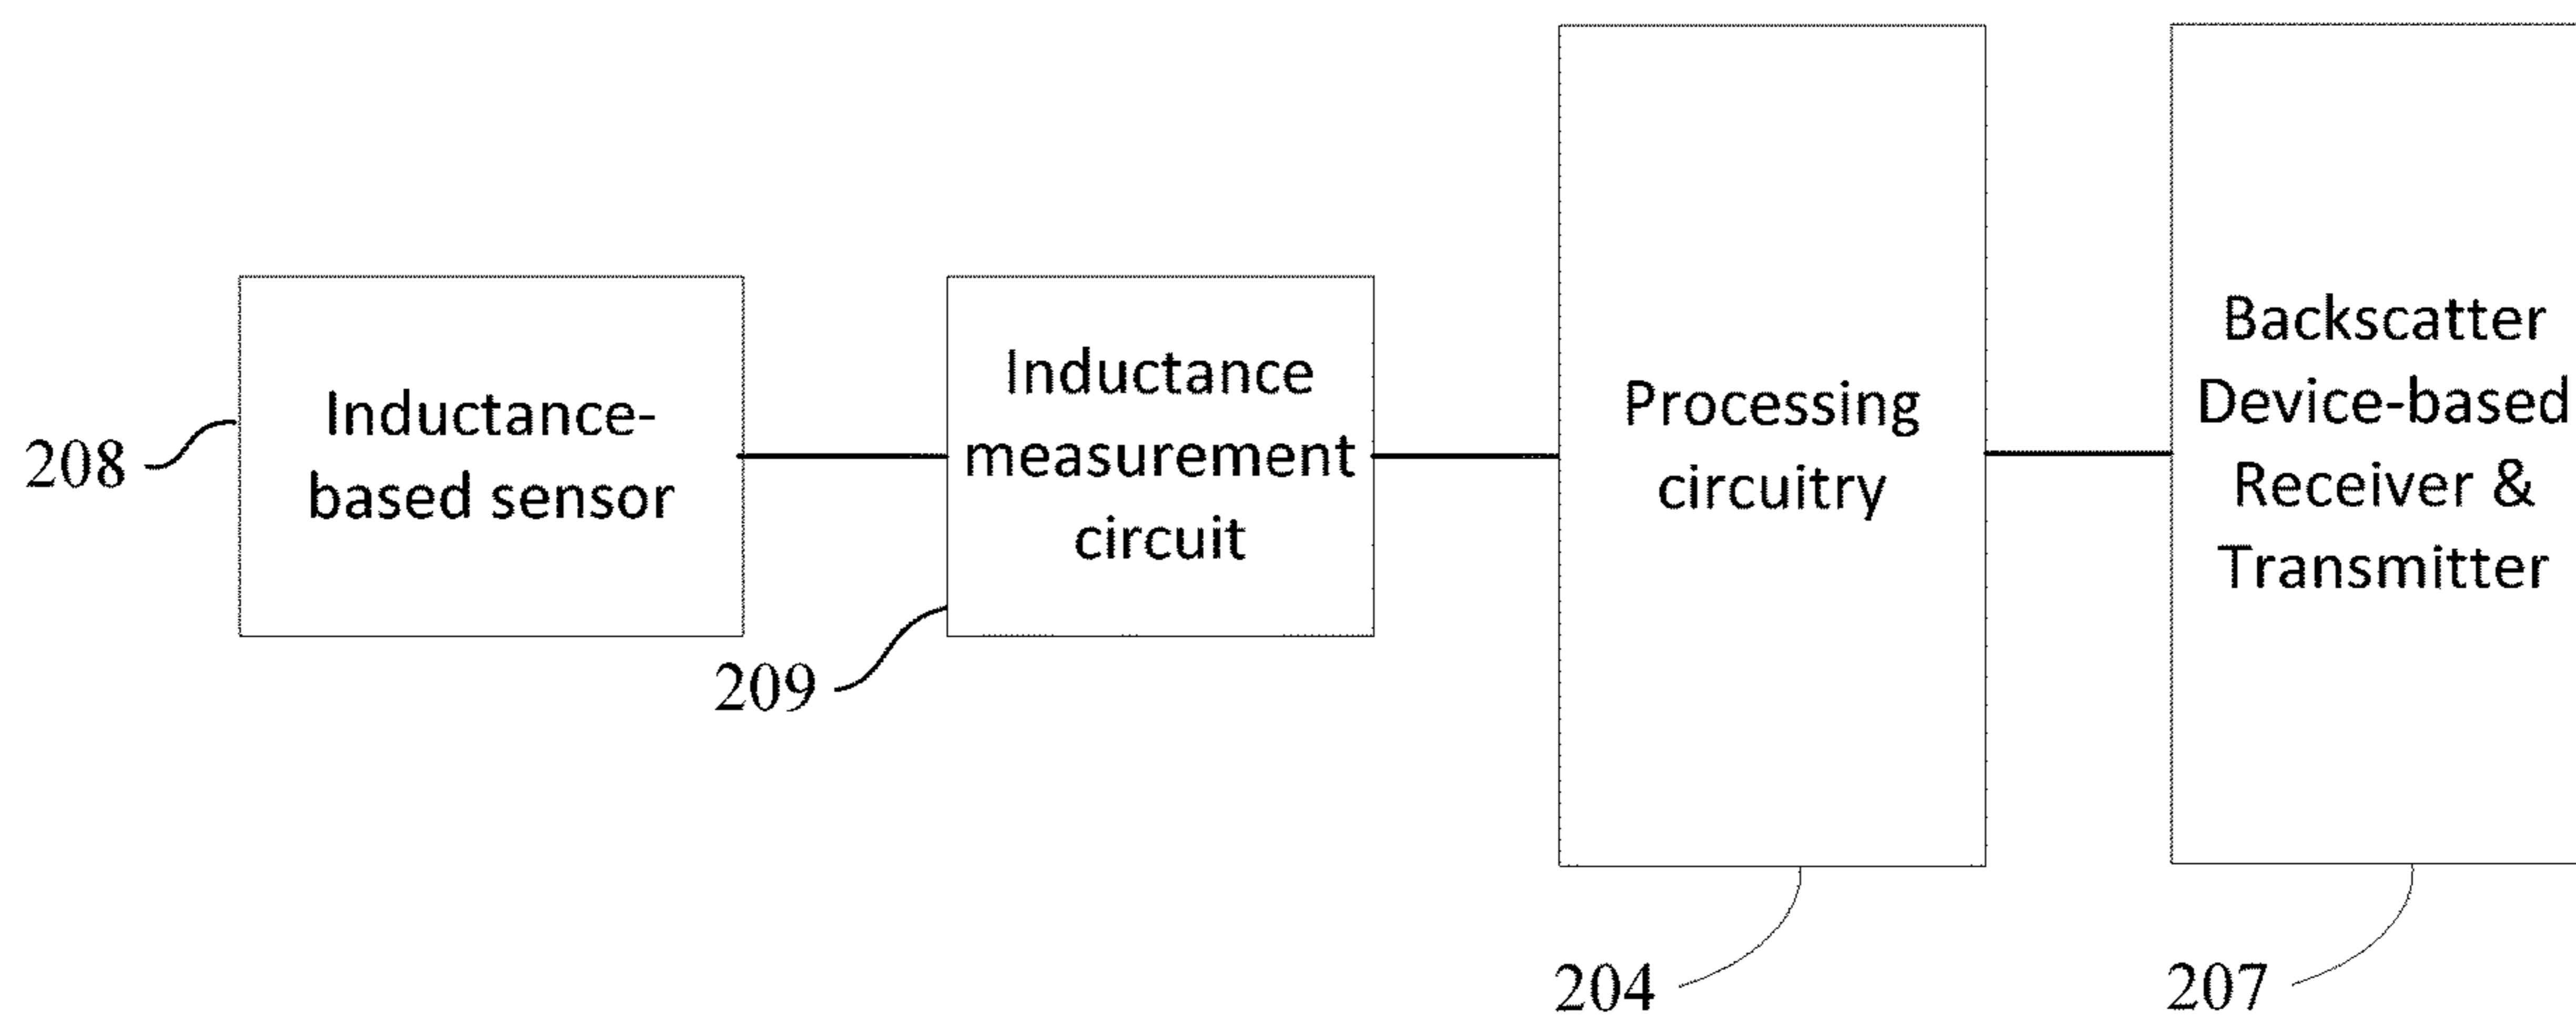 208
Inductance-
based sensor
209
Inductance
measurement
circuit
Processing
circuitry
204
Backscatter
Device-based
Receiver &
Transmitter
207